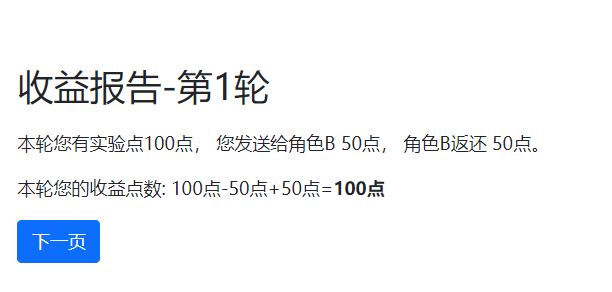 收益报告-第1轮
本轮您有实验点100点， 您发送给角色B 50点， 角色B返还 50点。
本轮您的收益点数: 100点-50点+50点=100点
下一页